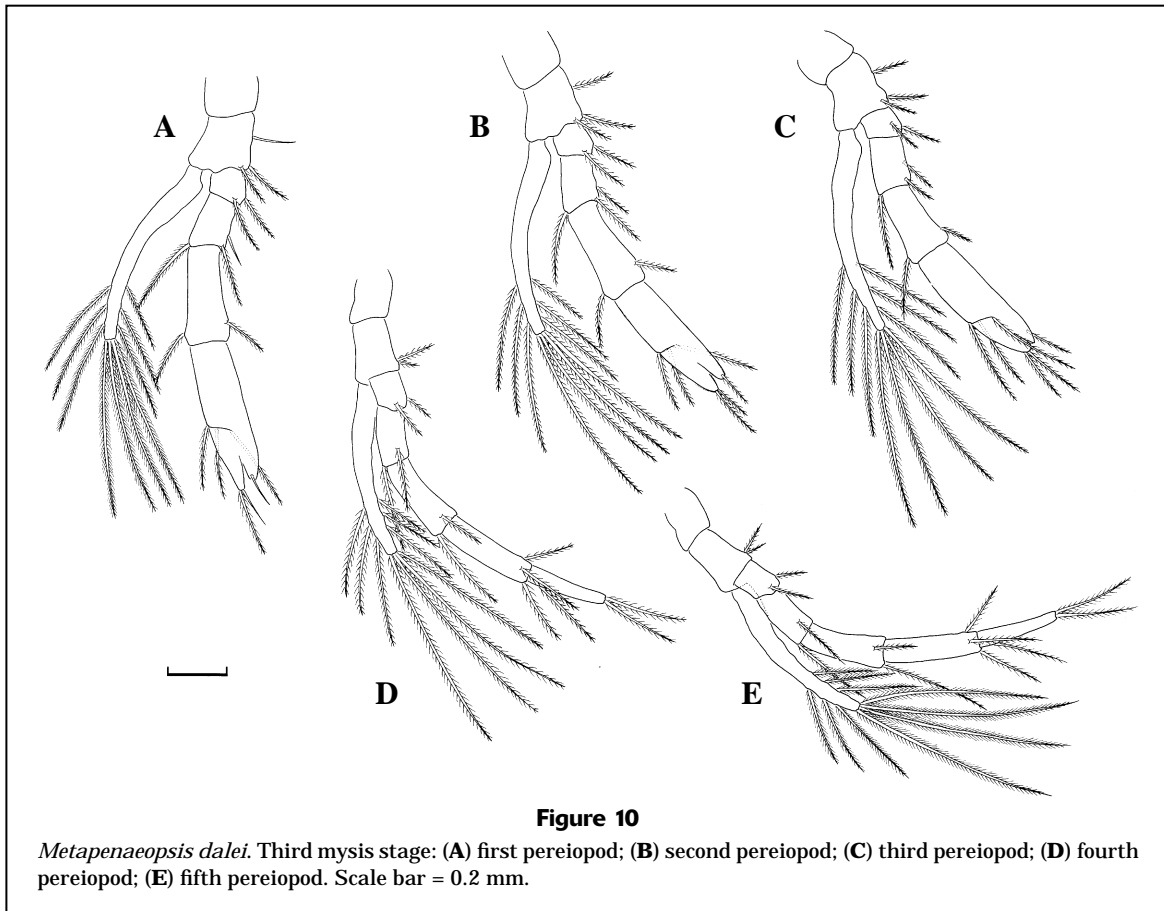 A
B
C
D
E
Figure 10
Metapenaeopsis dalei. Third mysis stage: (A) first pereiopod; (B) second pereiopod; (C) third pereiopod; (D) fourth
pereiopod; (E) fifth pereiopod. Scale bar = 0.2 mm.